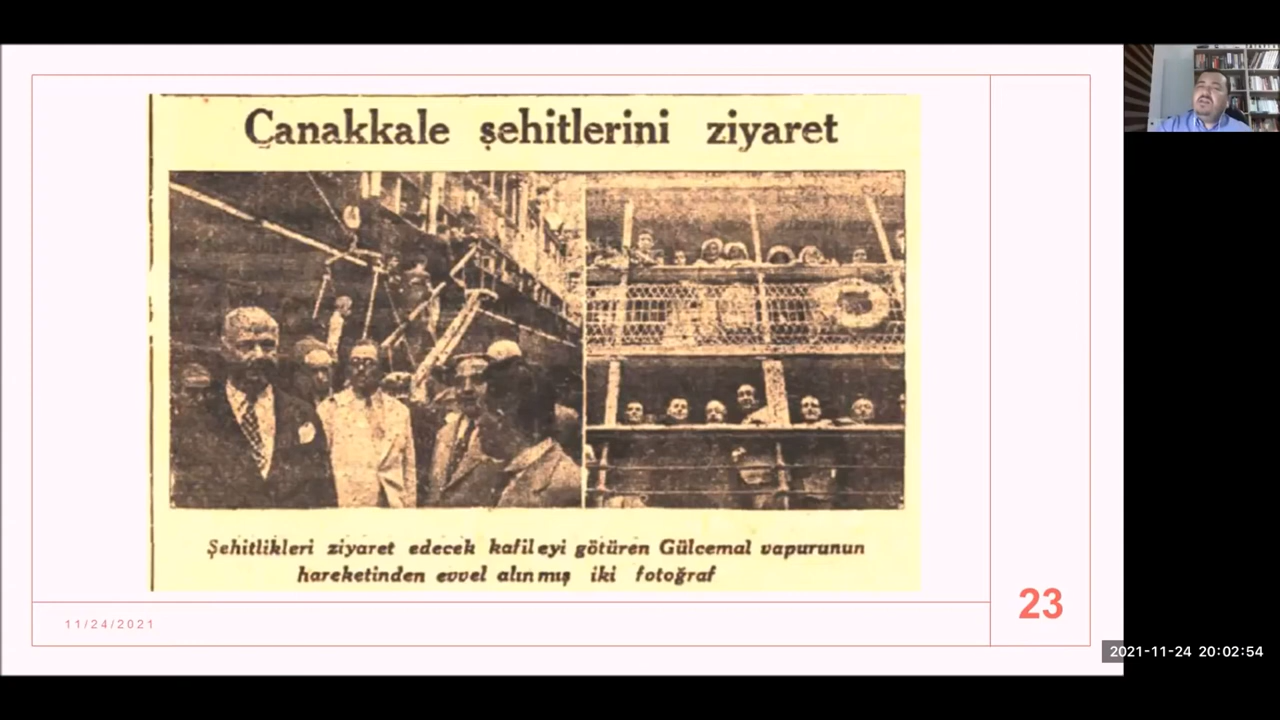 Çanakkale şehitlerini ziyaret
Şehitlikleri ziyaret edecek kafileyi götüren Gülcemal vapurunun
hareketinden evvel alınmış iki fotoğraf
11/24/2021
23
2021-11-24 20:02:54